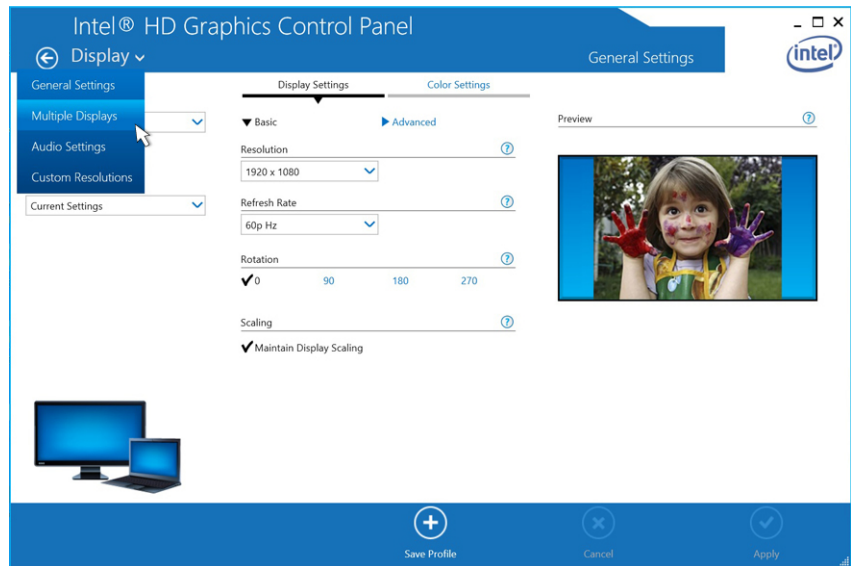 Intel® HD Graphics Control Panel
Display
General Settings
intel
General Settings
Multiple Displays
Audio Settings
Custom Resolutions
Current Settings
Display Settings
Color Settings
Basic
Advanced
Resolution
1920 x 1080
Refresh Rate
60p Hz
Rotation
0 90 180 270
Scaling
Maintain Display Scaling
Preview
Save Profile
Cancel
Apply